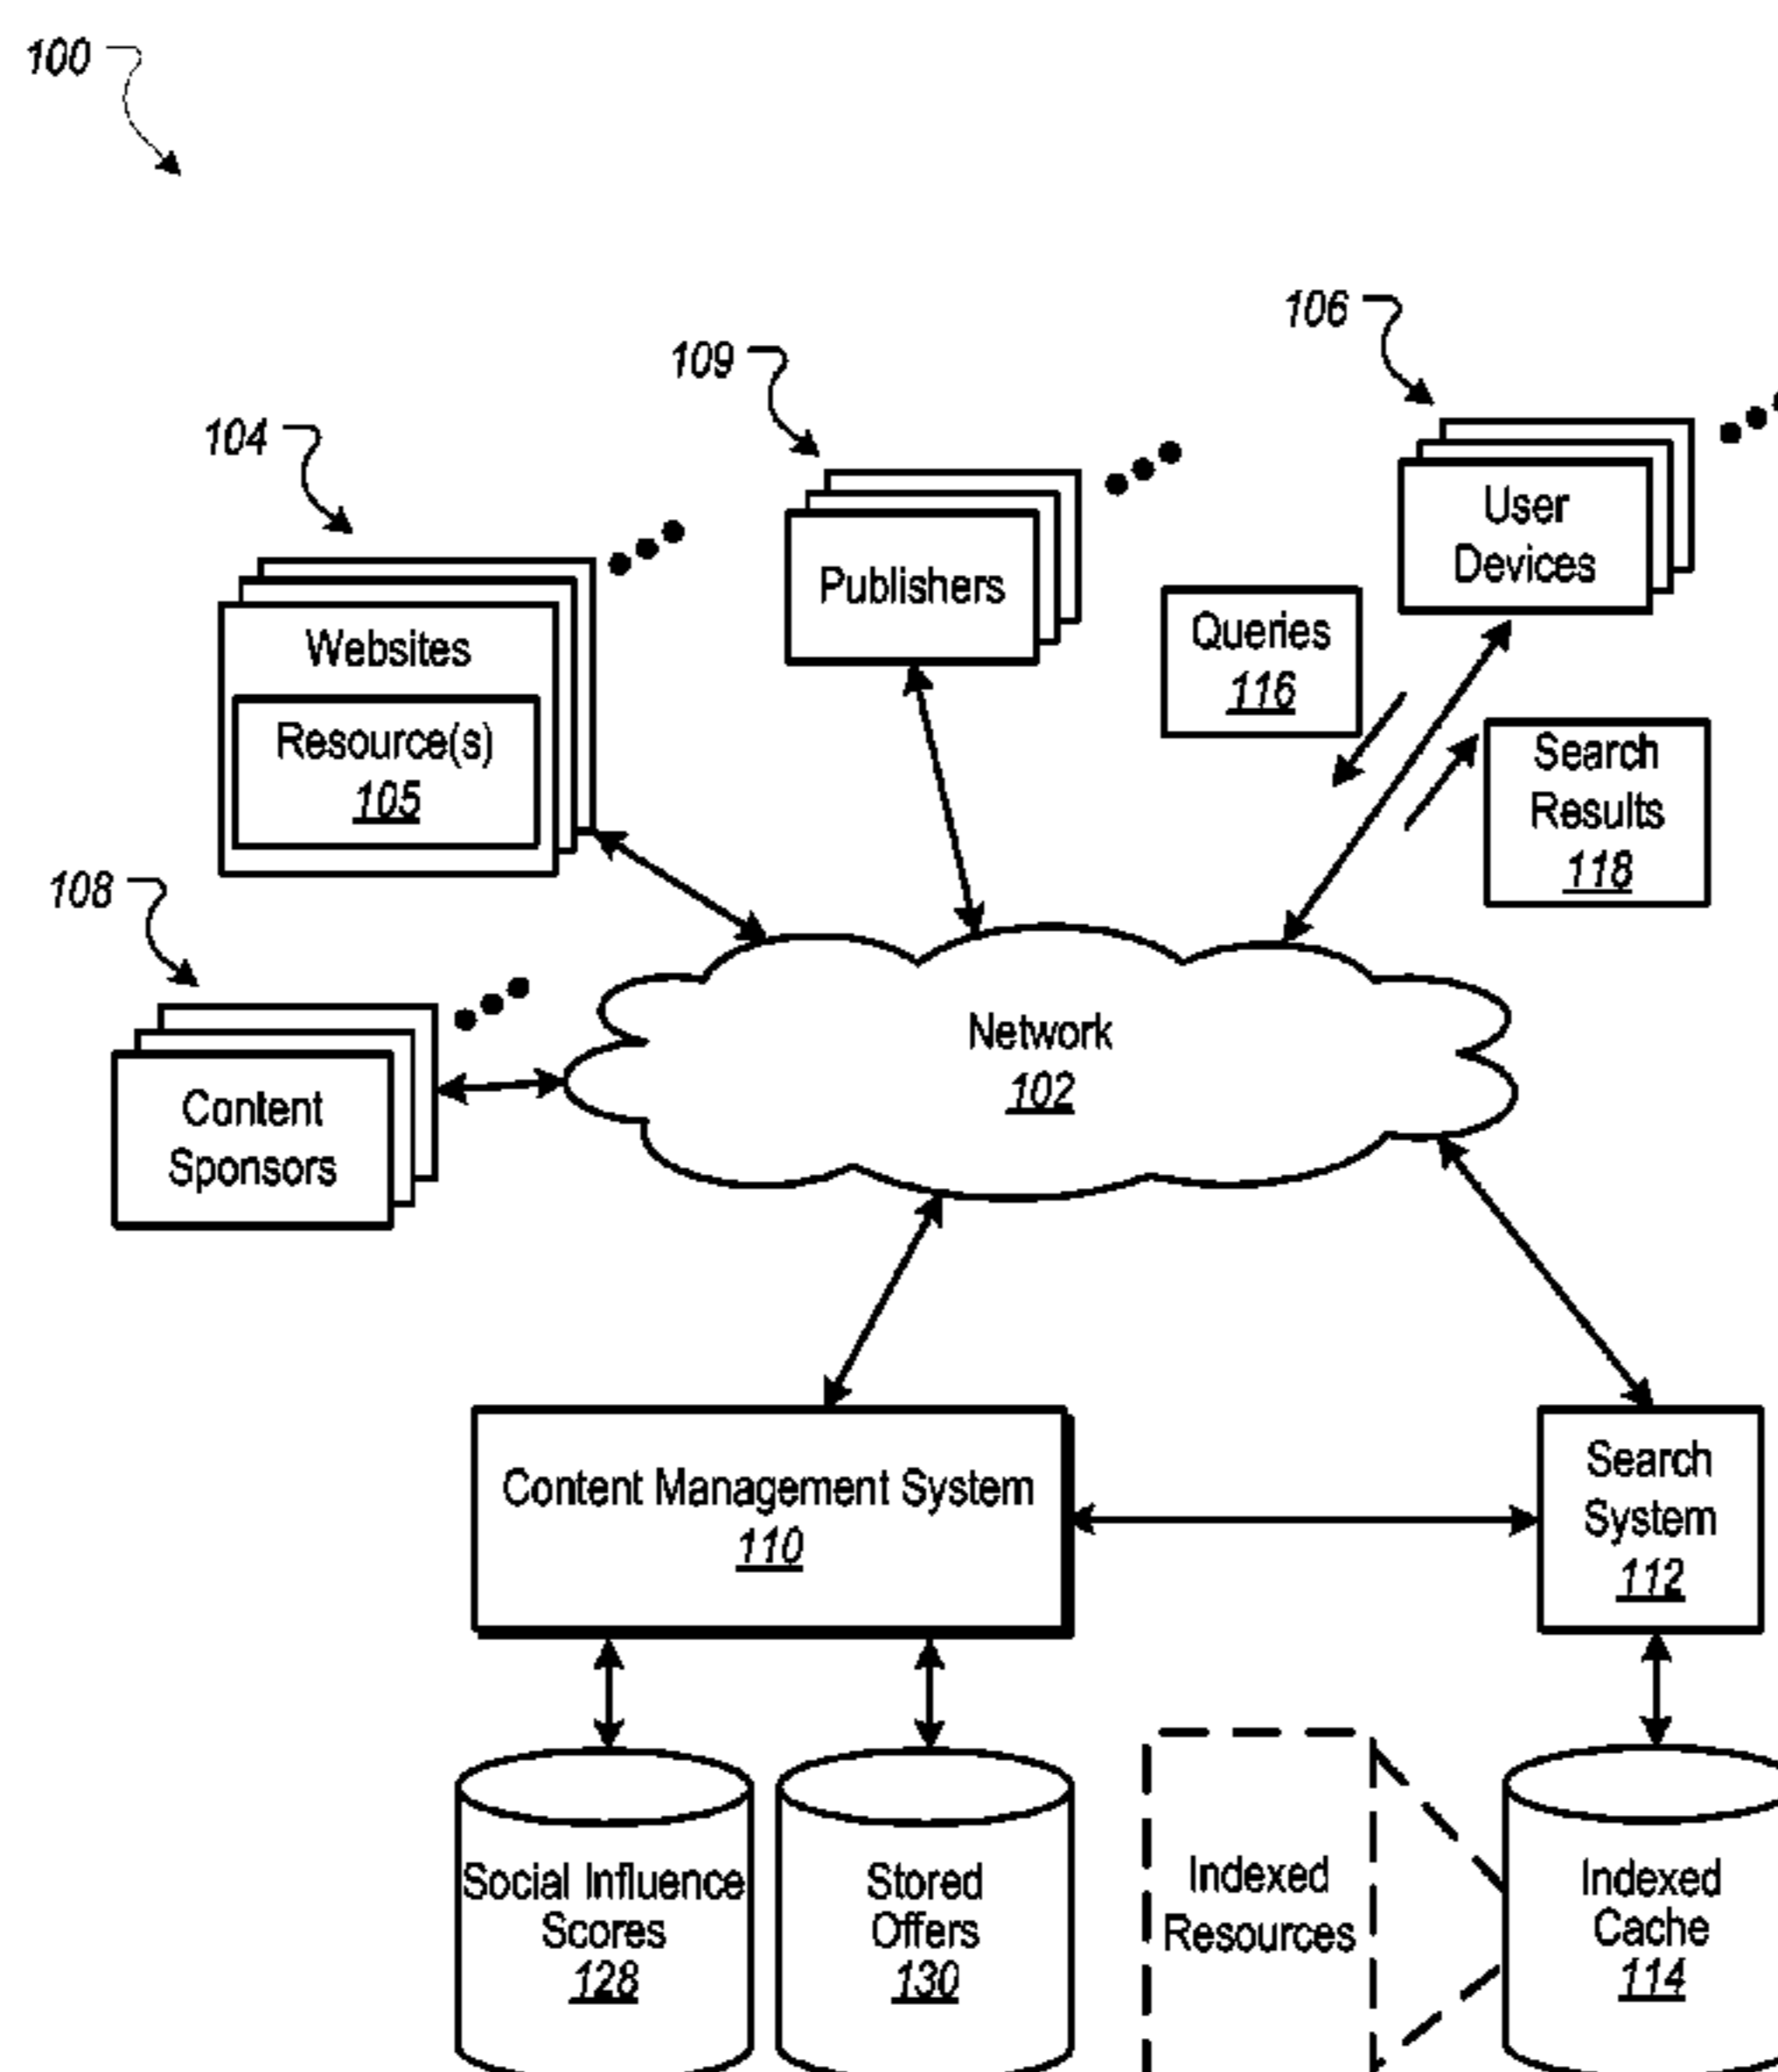 100
106
109
104
User
Devices
Publishers
Queries
116
Websites
Resource(s)
105
Search
Results
118
108
Network
102
Content
Sponsors
Content Management System
110
Search
System
112
Social Influence
Scores
128
Stored
Offers
130
Indexed
Resources
Indexed
Cache
114